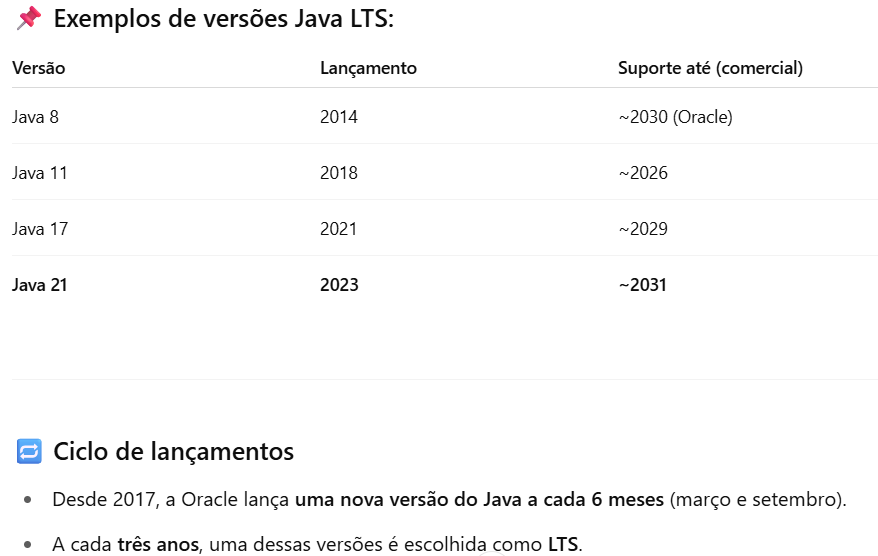 📌 Exemplos de versões Java LTS:
Versão Lançamento Suporte até (comercial)
Java 8 2014 ~2030 (Oracle)
Java 11 2018 ~2026
Java 17 2021 ~2029
Java 21 2023 ~2031
🔁 Ciclo de lançamentos
• Desde 2017, a Oracle lança uma nova versão do Java a cada 6 meses (março e setembro).
• A cada três anos, uma dessas versões é escolhida como LTS.